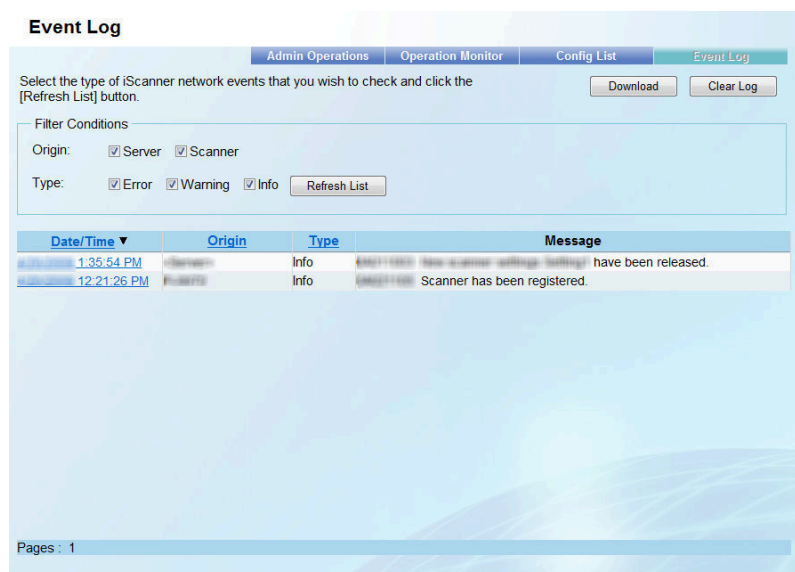 Event Log
Admin Operations Operation Monitor Config List Event Log
Select the type of iScanner network events that you wish to check and click the
[Refresh List] button.
Download Clear Log
Filter Conditions
Origin: Server Scanner
Type: Error Warning Info Refresh List
Date/Time ▼ Origin Type Message
1:35:54 PM Info have been released.
12:21:26 PM Info Scanner has been registered.
Pages : 1